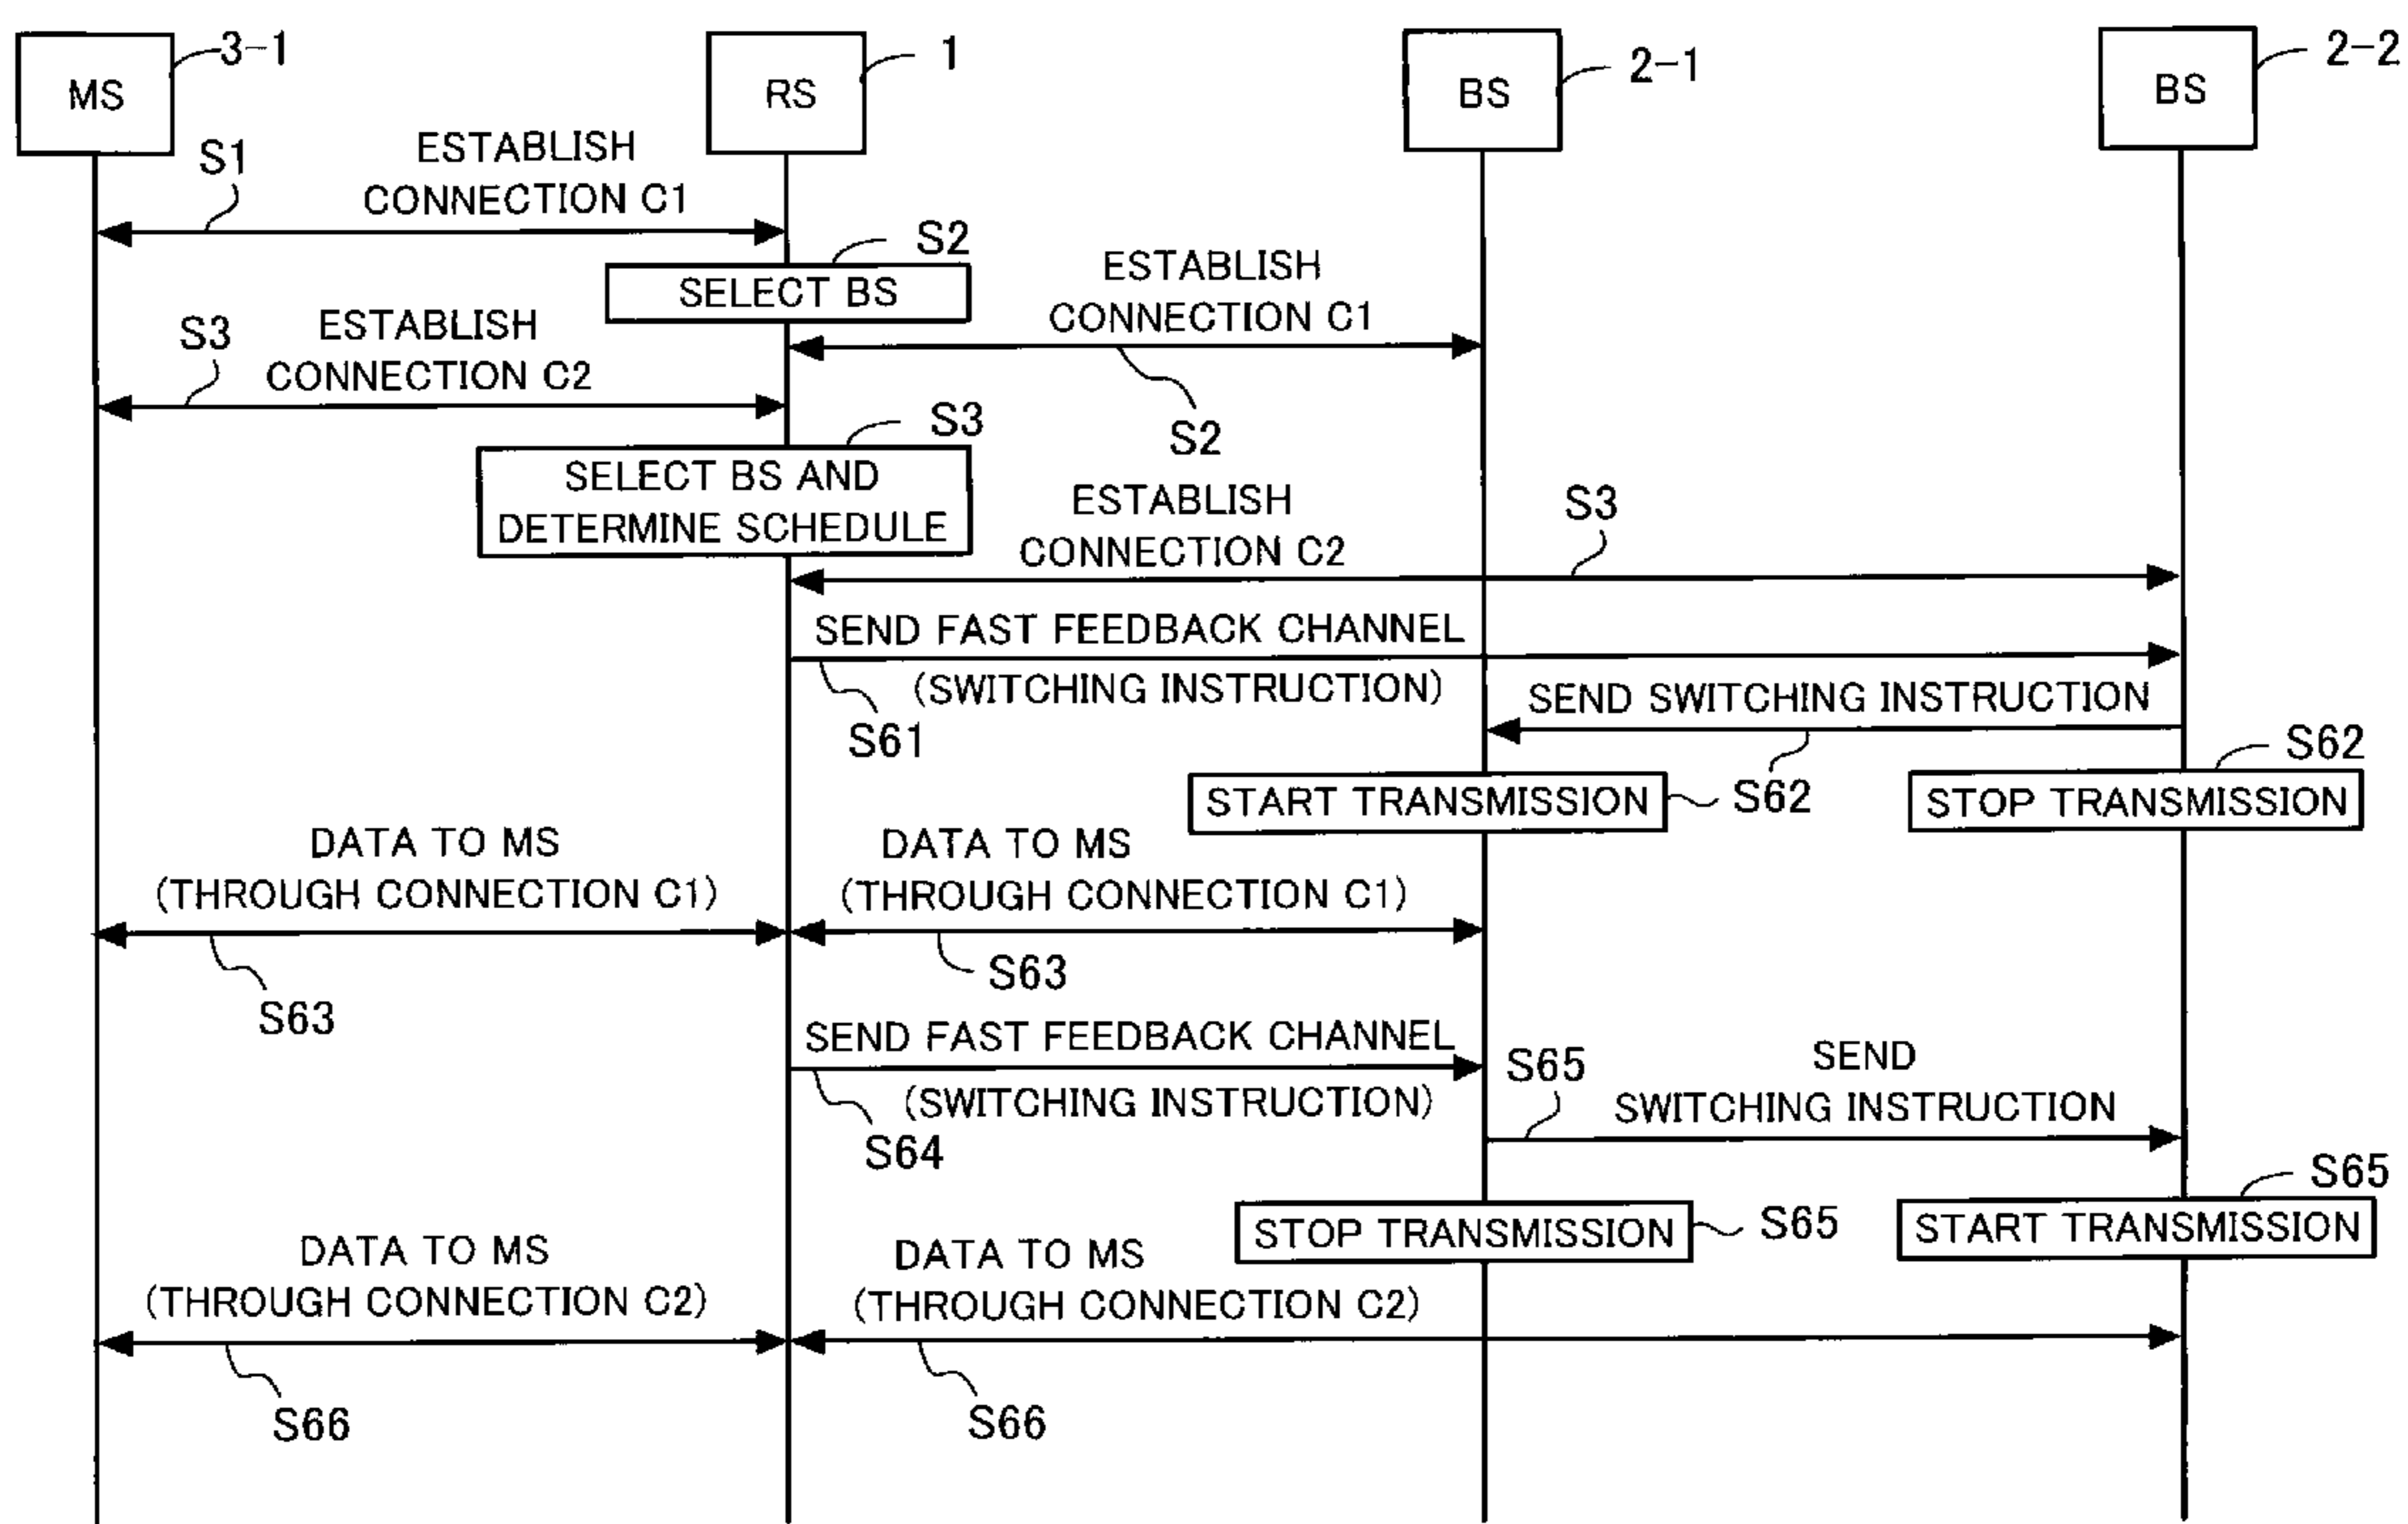 MS
3-1
RS
1
BS
2-1
BS
2-2
S1
ESTABLISH
CONNECTION C1
S2
SELECT BS
ESTABLISH
CONNECTION C1
S2
S3
ESTABLISH
CONNECTION C2
S3
SELECT BS AND
DETERMINE SCHEDULE
ESTABLISH
CONNECTION C2
S3
SEND FAST FEEDBACK CHANNEL
(SWITCHING INSTRUCTION)
S61
SEND SWITCHING INSTRUCTION
S62
START TRANSMISSION
S62
STOP TRANSMISSION
S62
DATA TO MS
(THROUGH CONNECTION C1)
S63
DATA TO MS
(THROUGH CONNECTION C1)
S63
SEND FAST FEEDBACK CHANNEL
(SWITCHING INSTRUCTION)
S64
S65
SEND
SWITCHING INSTRUCTION
STOP TRANSMISSION
S65
S65
START TRANSMISSION
DATA TO MS
(THROUGH CONNECTION C2)
S66
DATA TO MS
(THROUGH CONNECTION C2)
S66